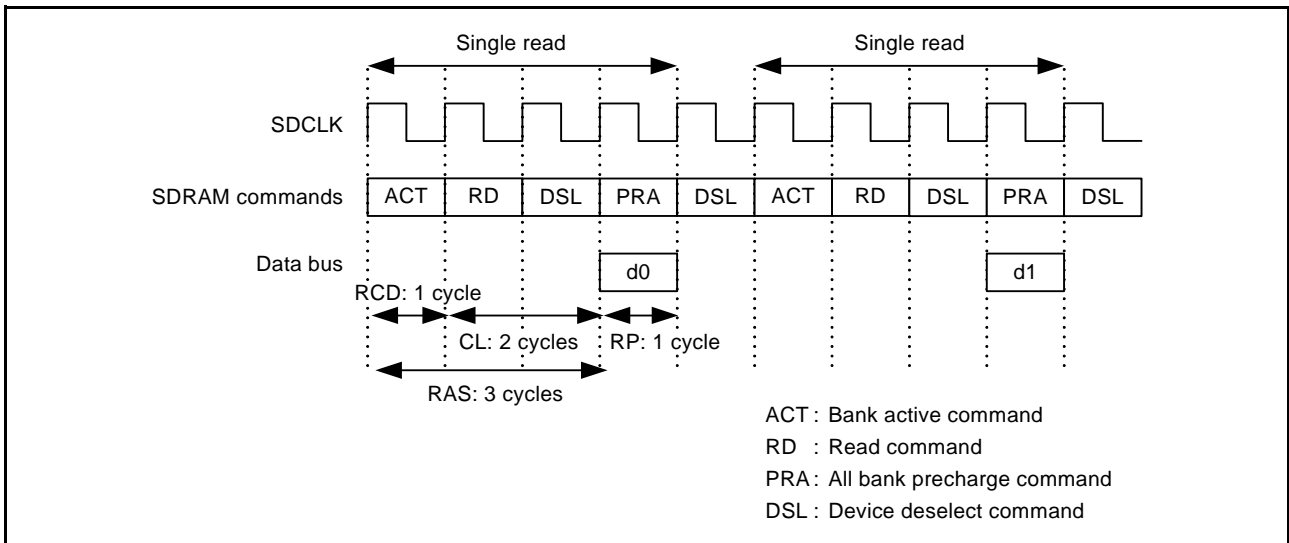 Single read Single read
SDCLK
SDRAM commands ACT RD DSL PRA DSL ACT RD DSL PRA DSL
Data bus d0 d1
RCD: 1 cycle
CL: 2 cycles RP: 1 cycle
RAS: 3 cycles
ACT : Bank active command
RD : Read command
PRA : All bank precharge command
DSL : Device deselect command